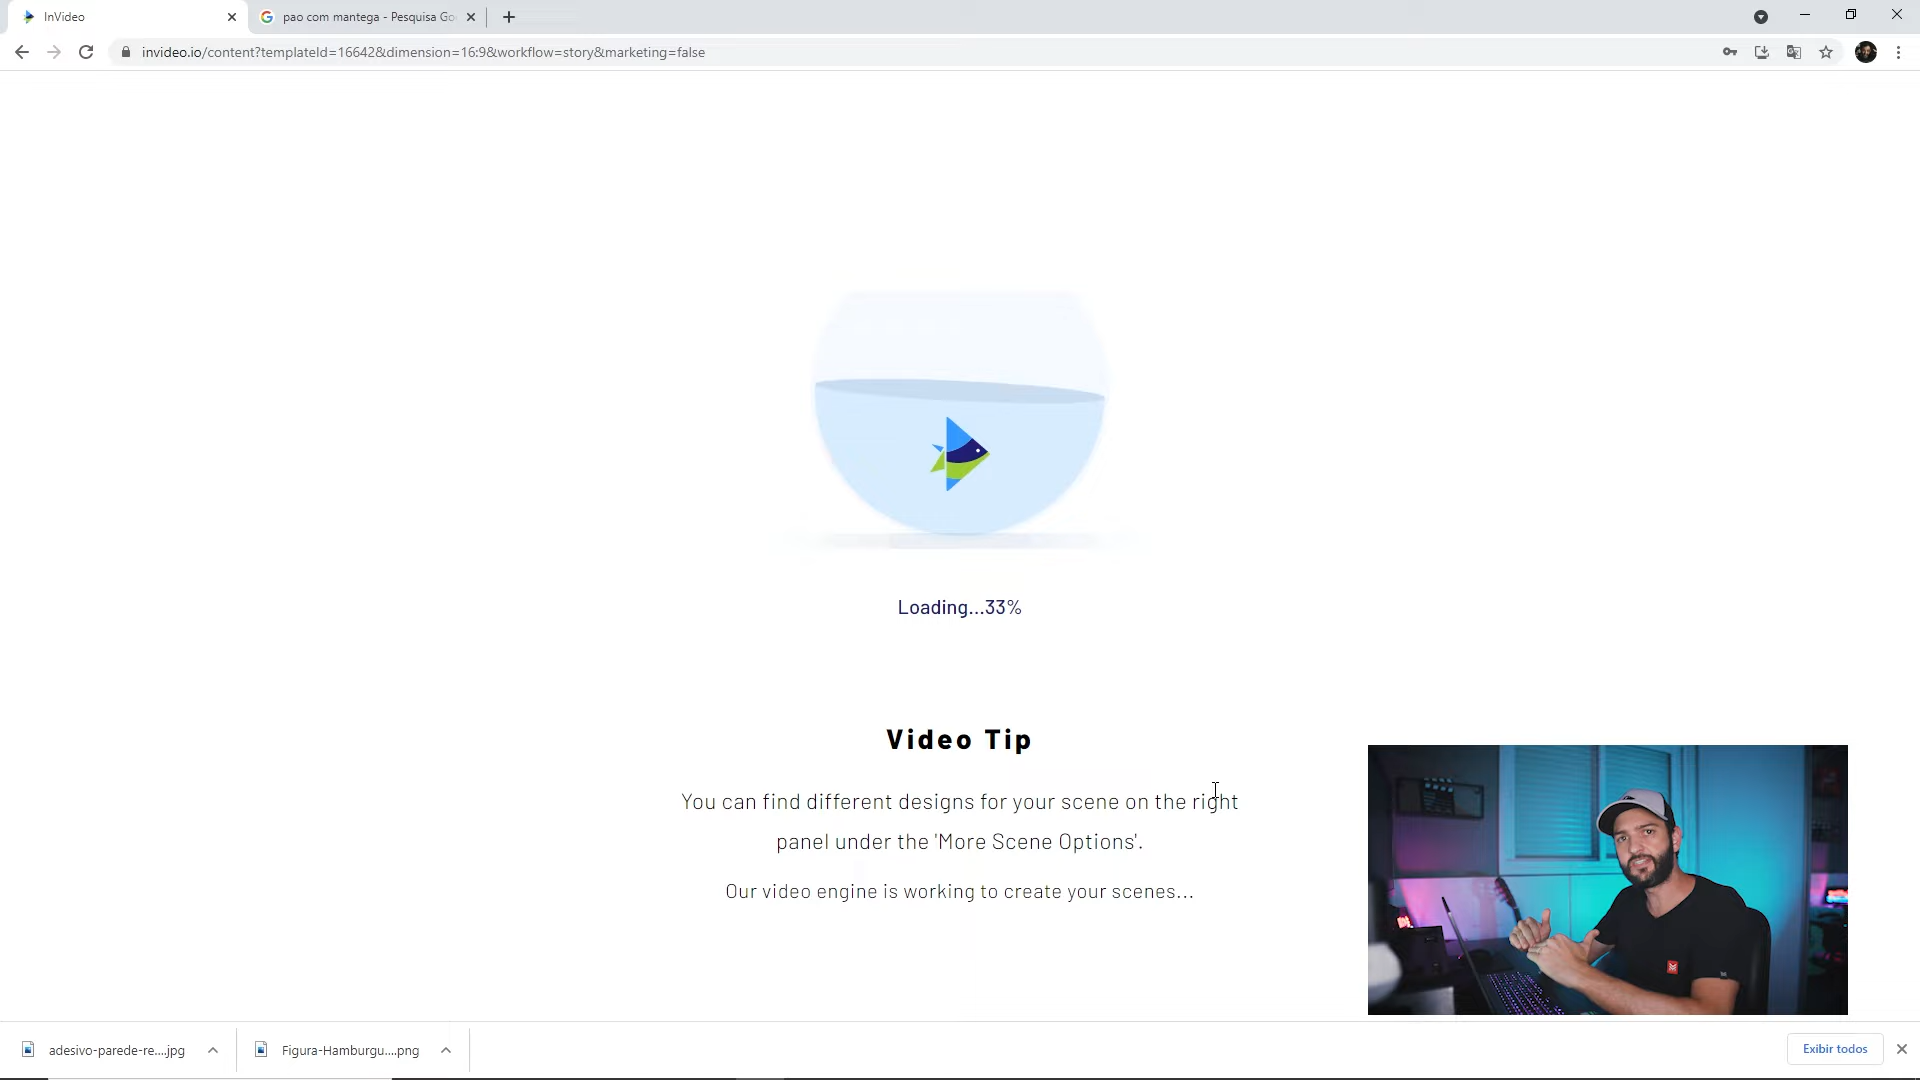 InVideo
pao com mantega - Pesquisa Go
invideo.io/content?templateId=16642&dimension=16:9&workflow=story&marketing=false
Loading...33%
Video Tip
You can find different designs for your scene on the right
panel under the 'More Scene Options'.
Our video engine is working to create your scenes...
adesivo-parede-re....jpg
Figura-Hamburgu....png
Exibir todos